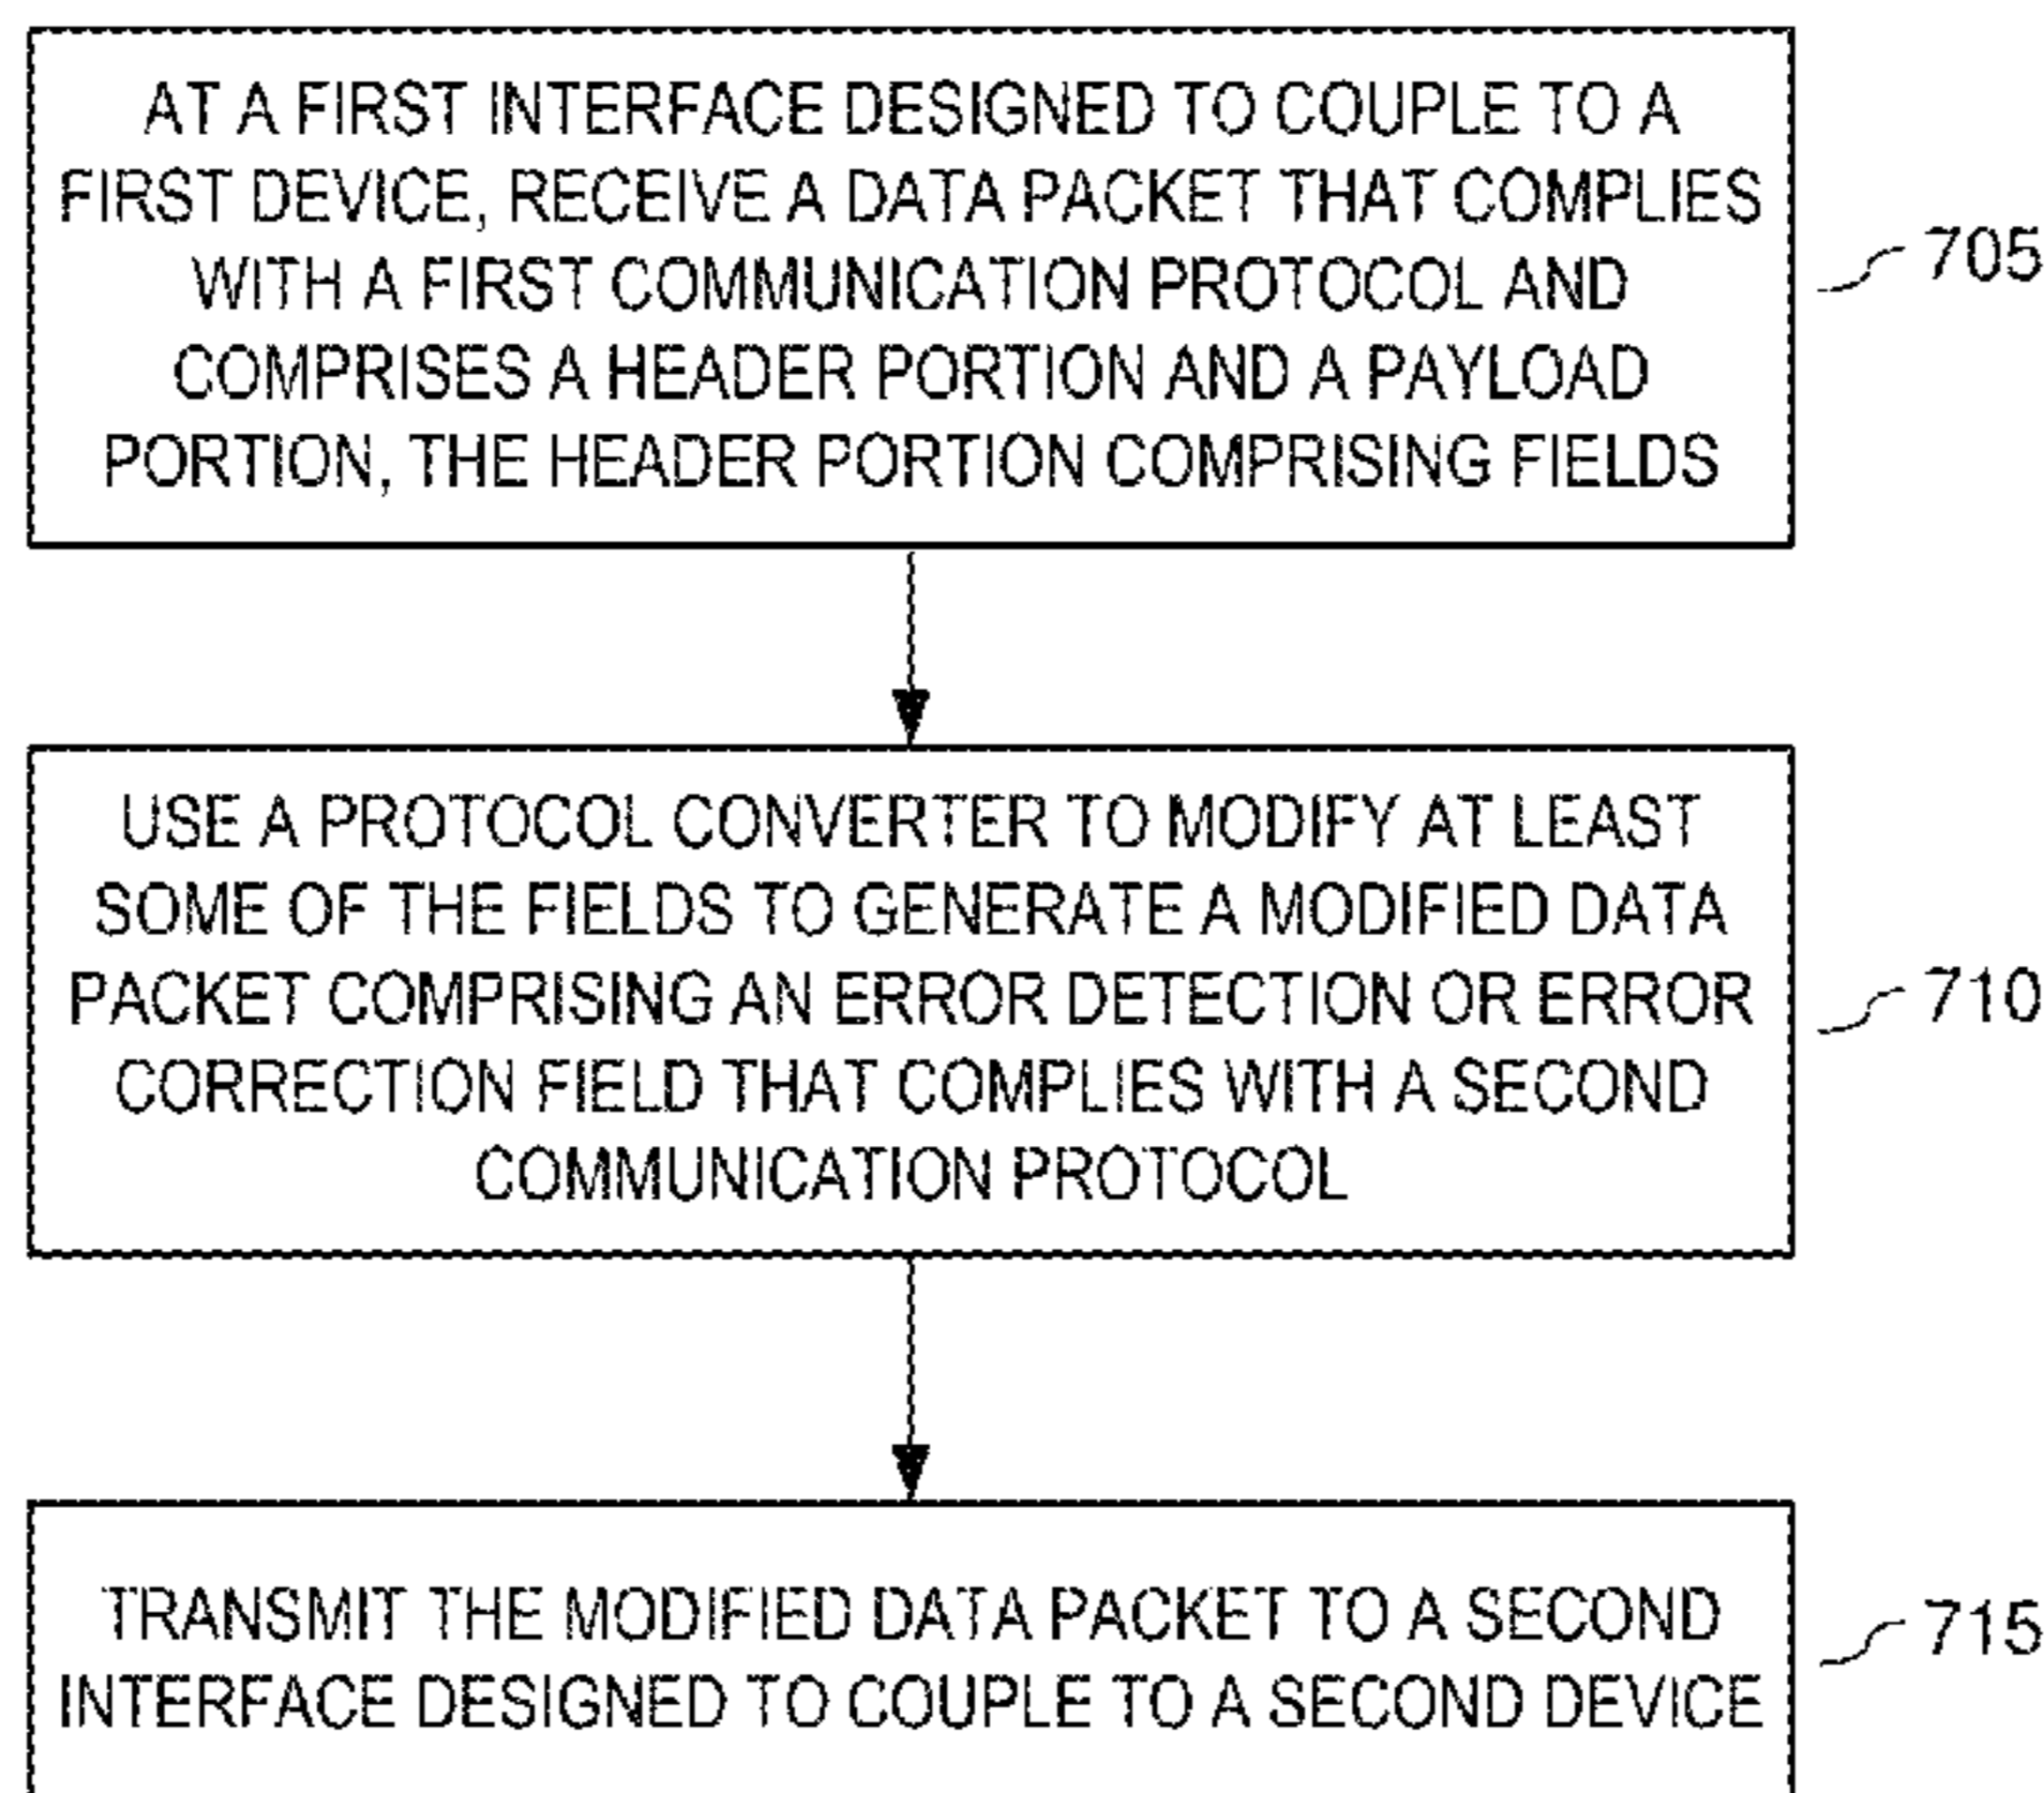 AT A FIRST INTERFACE DESIGNED TO COUPLE TO A
FIRST DEVICE, RECEIVE A DATA PACKET THAT COMPLIES
WITH A FIRST COMMUNICATION PROTOCOL AND
COMPRISES A HEADER PORTION AND A PAYLOAD
PORTION, THE HEADER PORTION COMPRISING FIELDS
705
USE A PROTOCOL CONVERTER TO MODIFY AT LEAST
SOME OF THE FIELDS TO GENERATE A MODIFIED DATA
PACKET COMPRISING AN ERROR DETECTION OR ERROR
CORRECTION FIELD THAT COMPLIES WITH A SECOND
COMMUNICATION PROTOCOL
710
TRANSMIT THE MODIFIED DATA PACKET TO A SECOND
INTERFACE DESIGNED TO COUPLE TO A SECOND DEVICE
715